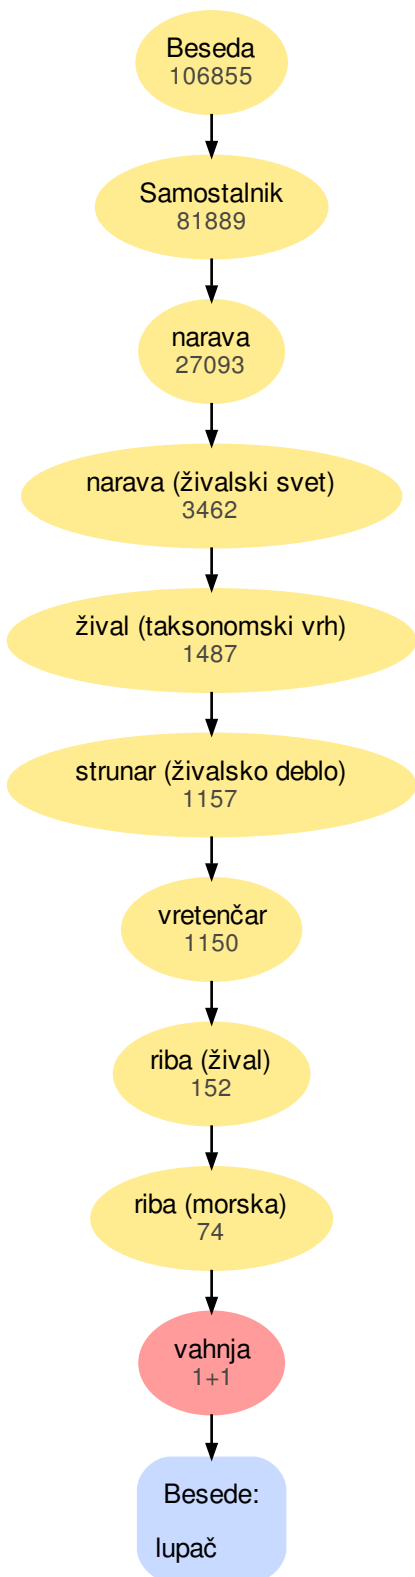 Beseda
106855
Samostalnik
81889
narava
27093
narava (živalski svet)
3462
žival (taksonomski vrh)
1487
strunar (živalsko deblo)
1157
vretenčar
1150
riba (žival)
152
riba (morska)
74
vahnja
1+1
Besede:
lupač